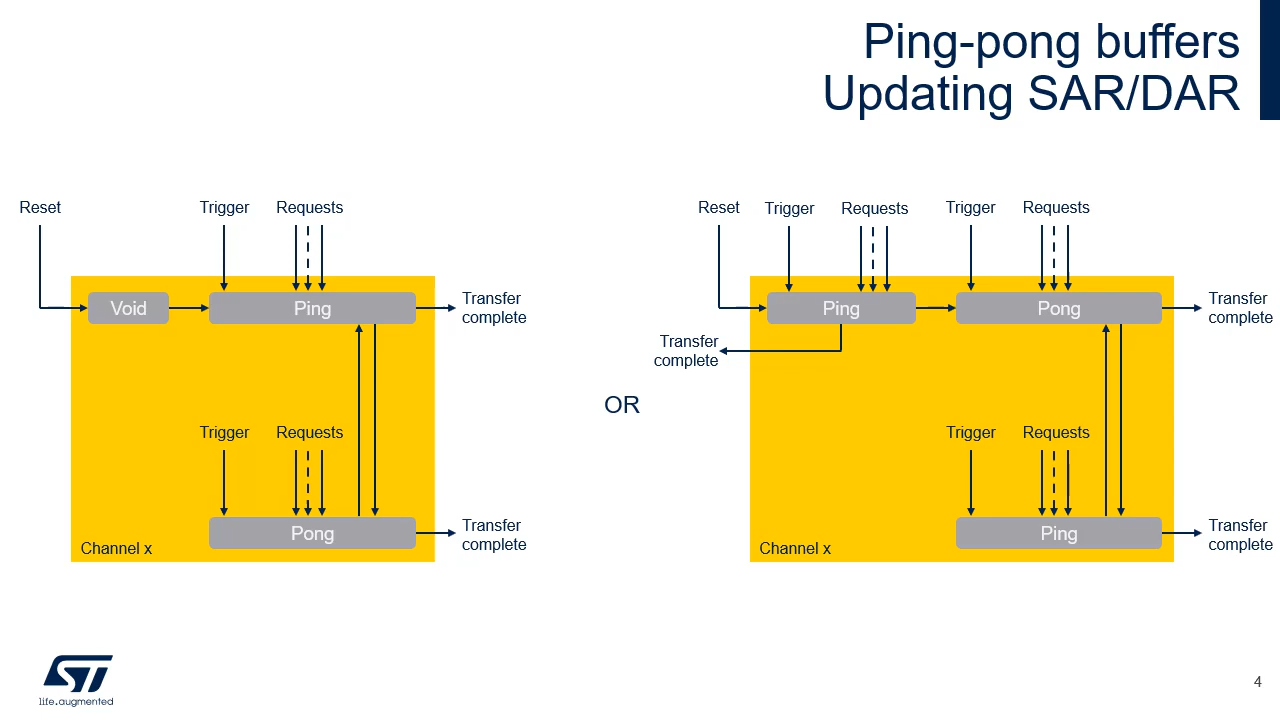 Ping-pong buffers
Updating SAR/DAR
Reset
Trigger
Requests
Void
Ping
Transfer
complete
Trigger
Requests
Pong
Transfer
complete
Channel x
OR
Reset
Trigger
Requests
Trigger
Requests
Ping
Pong
Transfer
complete
Transfer
complete
Trigger
Requests
Ping
Transfer
complete
Channel x
ST
life.augmented
4